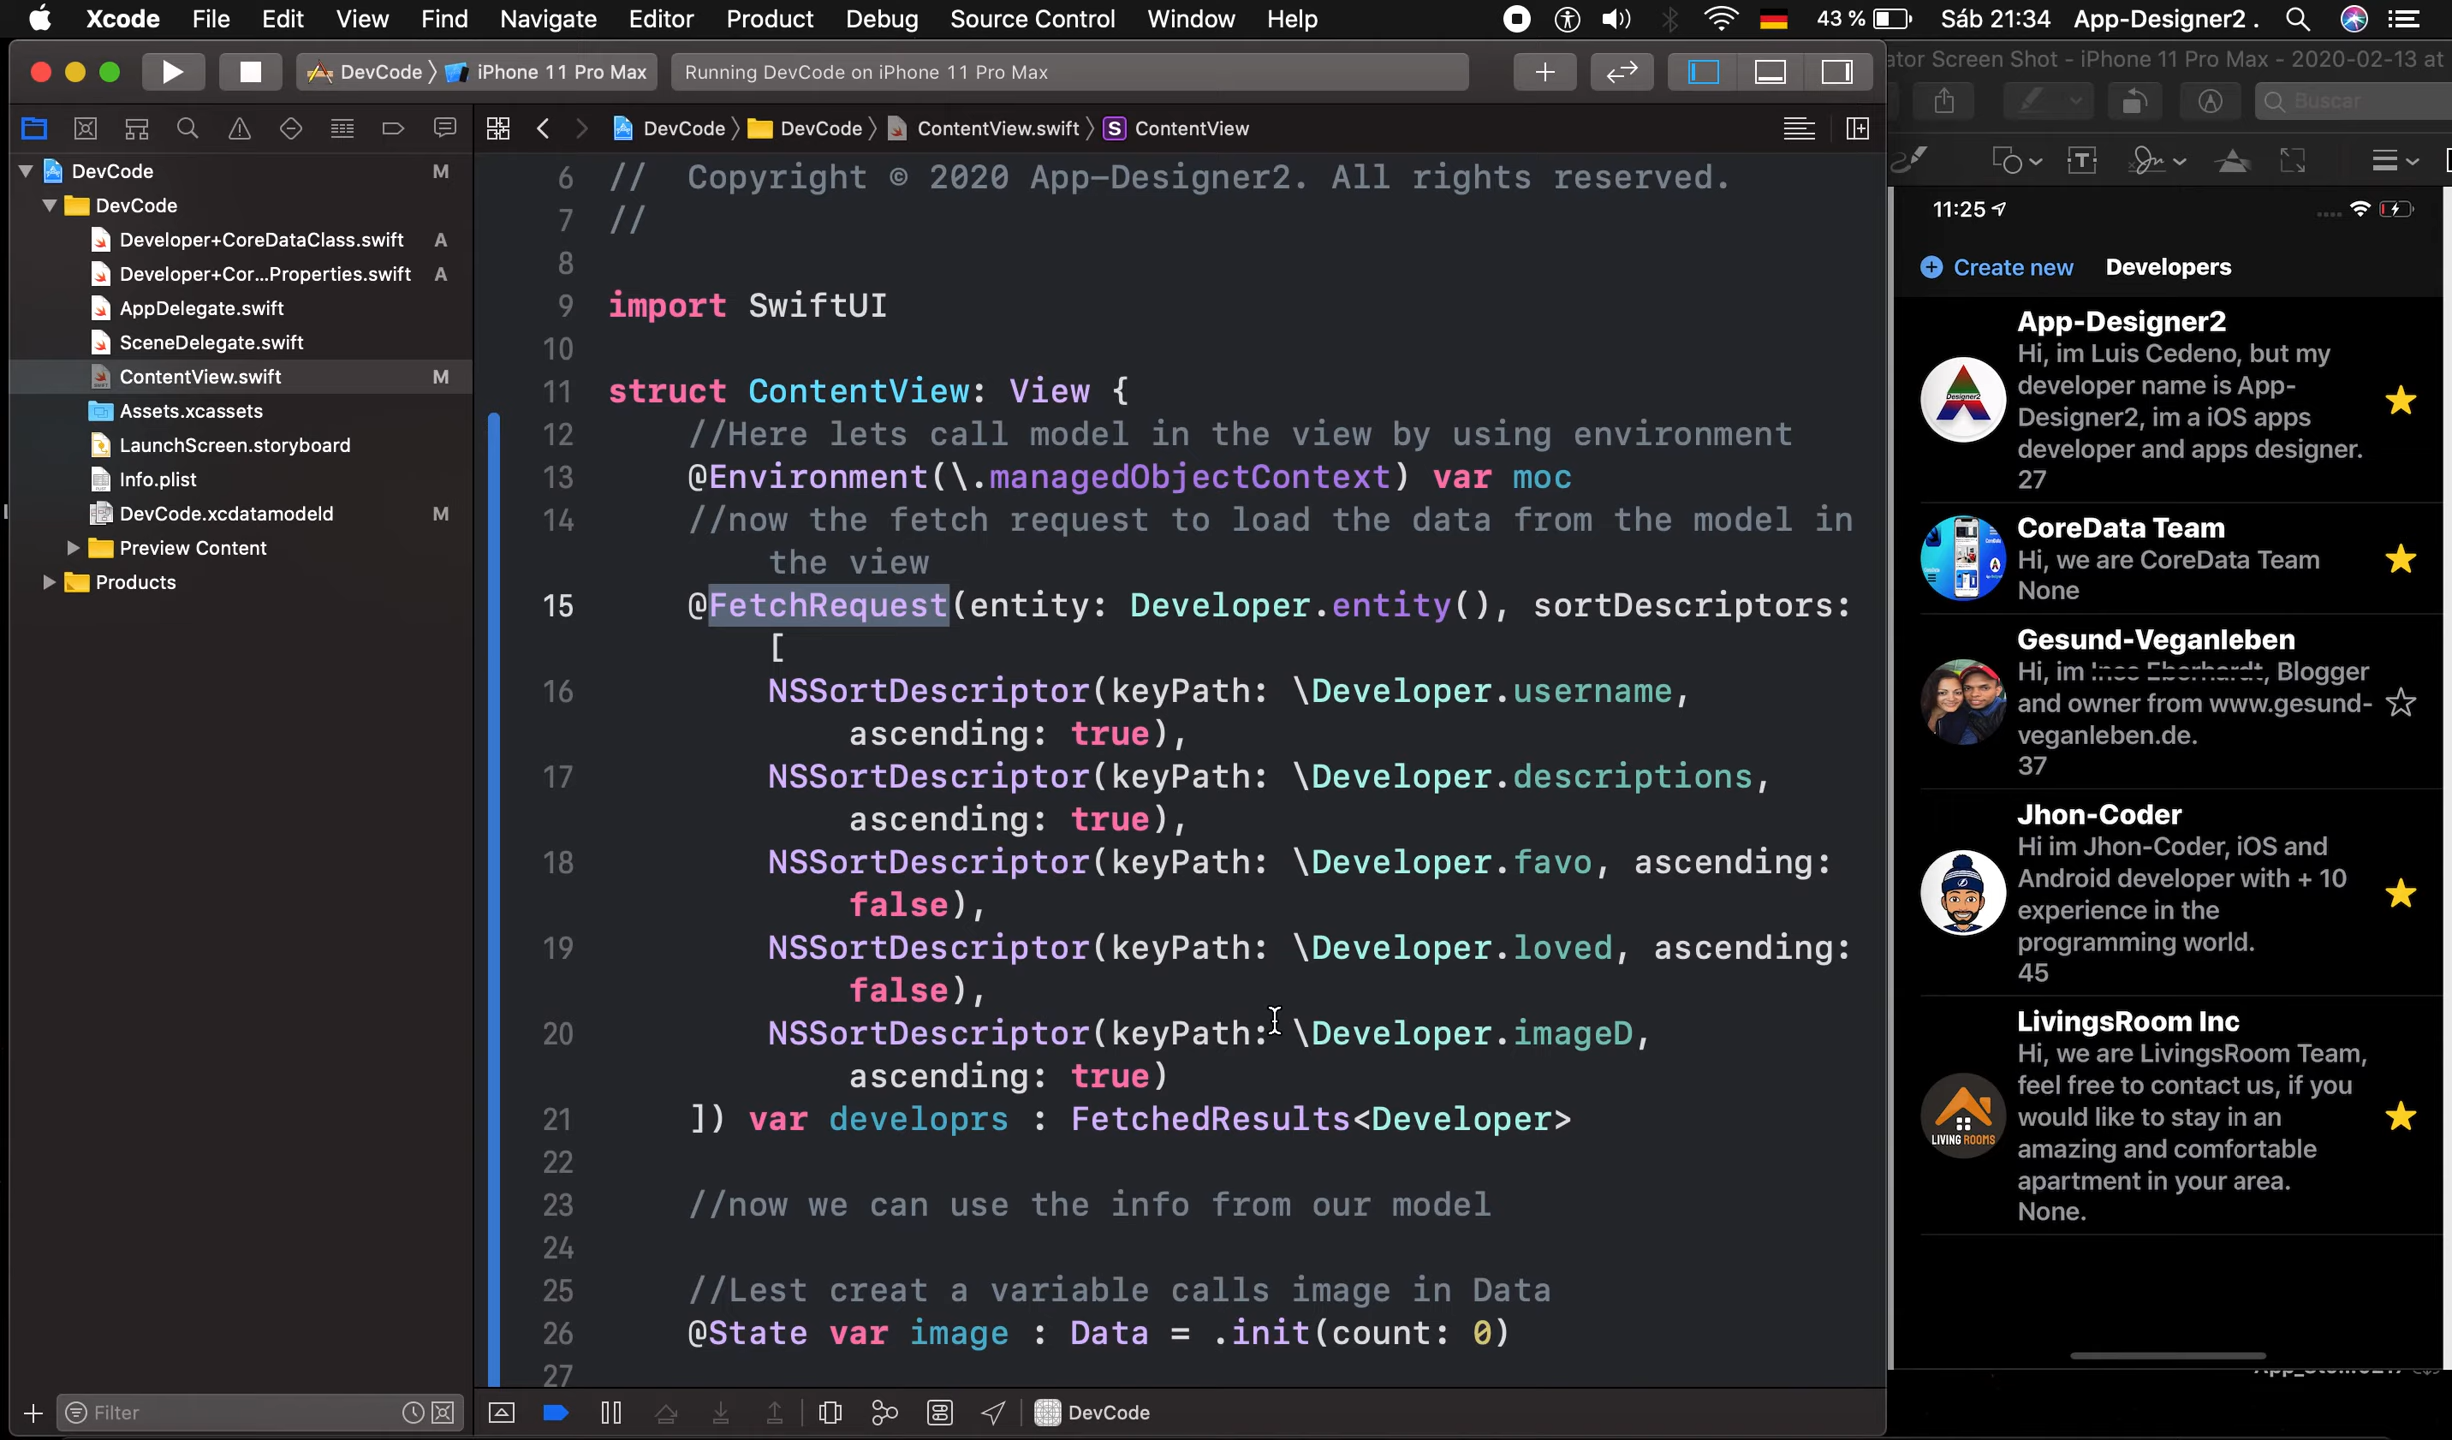 Xcode File Edit View Find Navigate Editor Product Debug Source Control Window Help 43 % Sáb 21:34 App-Designer2 .
DevCode iPhone 11 Pro Max Running DevCode on iPhone 11 Pro Max
ator Screen Shot - iPhone 11 Pro Max - 2020-02-13 at
Buscar
DevCode DevCode ContentView.swift S ContentView
DevCode M
DevCode
Developer+CoreDataClass.swift A
Developer+Cor...Properties.swift A
AppDelegate.swift
SceneDelegate.swift
ContentView.swift M
Assets.xcassets
LaunchScreen.storyboard
Info.plist
DevCode.xcdatamodeld M
Preview Content
Products
Filter
6 // Copyright © 2020 App-Designer2. All rights reserved.
7 //
8
9 import SwiftUI
10
11 struct ContentView: View {
12 //Here lets call model in the view by using environment
13 @Environment(\.managedObjectContext) var moc
14 //now the fetch request to load the data from the model in
the view
15 @FetchRequest(entity: Developer.entity(), sortDescriptors:
[
16 NSSortDescriptor(keyPath: \Developer.username,
ascending: true),
17 NSSortDescriptor(keyPath: \Developer.descriptions,
ascending: true),
18 NSSortDescriptor(keyPath: \Developer.favo, ascending:
false),
19 NSSortDescriptor(keyPath: \Developer.loved, ascending:
false),
20 NSSortDescriptor(keyPath: \Developer.imageD,
ascending: true)
21 ]) var developrs : FetchedResults<Developer>
22
23 //now we can use the info from our model
24
25 //Lest creat a variable calls image in Data
26 @State var image : Data = .init(count: 0)
27
DevCode
11:25
Create new Developers
App-Designer2
Hi, im Luis Cedeno, but my
developer name is App-
Designer2, im a iOS apps
developer and apps designer.
27
Designer2
CoreData Team
Hi, we are CoreData Team
None
Gesund-Veganleben
Hi, im Ines Eberhardt, Blogger
and owner from www.gesund-
veganleben.de.
37
Jhon-Coder
Hi im Jhon-Coder, iOS and
Android developer with + 10
experience in the
programming world.
45
LivingsRoom Inc
Hi, we are LivingsRoom Team,
feel free to contact us, if you
would like to stay in an
amazing and comfortable
apartment in your area.
None.
LIVING ROOMS